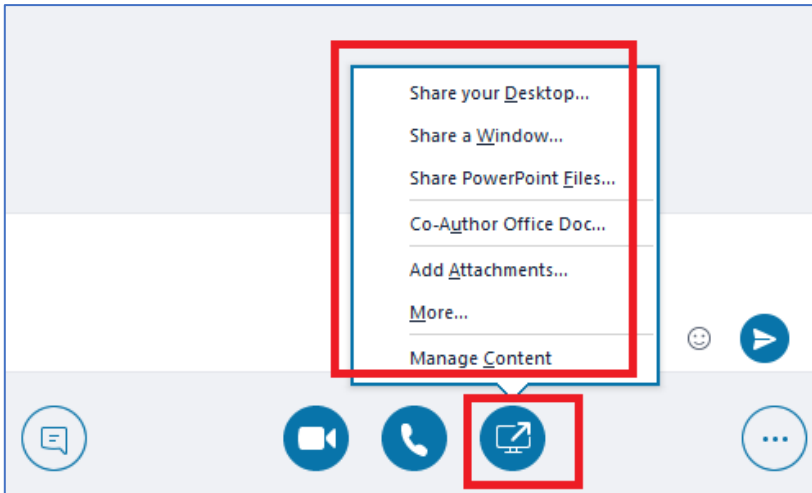 Share your Desktop...
Share a Window...
Share PowerPoint Files...
Co-Author Office Doc...
Add Attachments...
More...
Manage Content